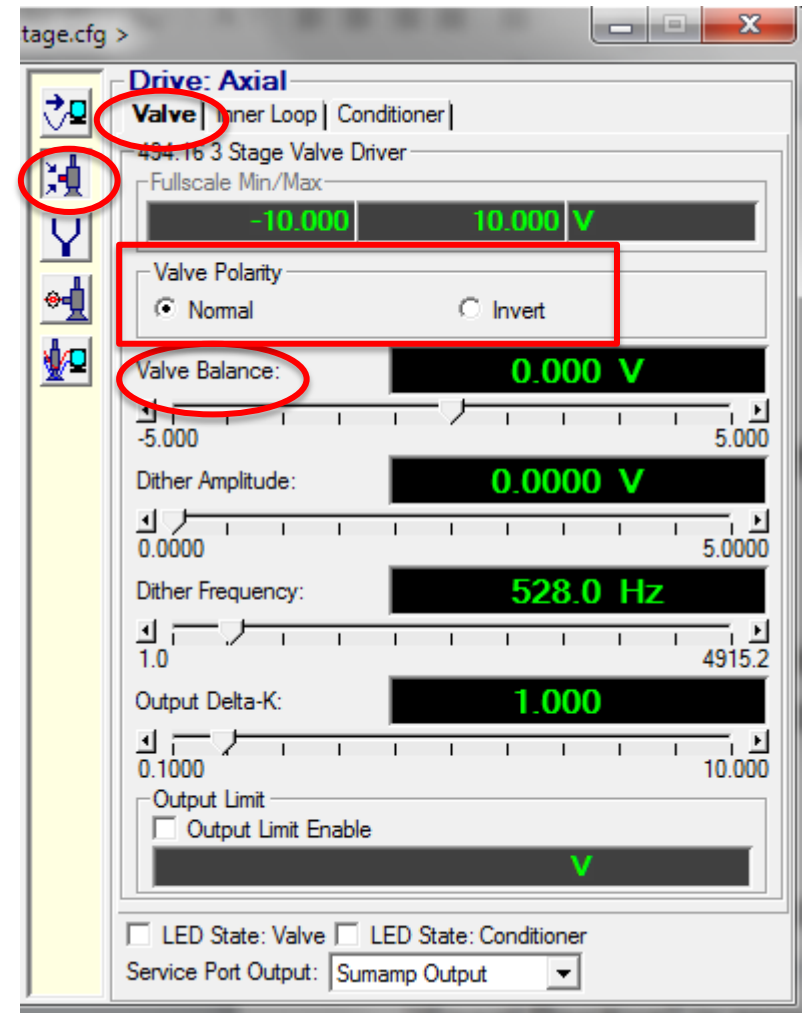 tage.cfg >
Drive: Axial
Valve Inner Loop Conditioner
494.16 3 Stage Valve Driver
Fullscale Min/Max
-10.000 10.000 V
Valve Polarity
Normal Invert
Valve Balance: 0.000 V
-5.000 5.000
Dither Amplitude: 0.0000 V
0.0000 5.0000
Dither Frequency: 528.0 Hz
1.0 4915.2
Output Delta-K: 1.000
0.1000 10.000
Output Limit
Output Limit Enable
V
LED State: Valve LED State: Conditioner
Service Port Output: Sumamp Output